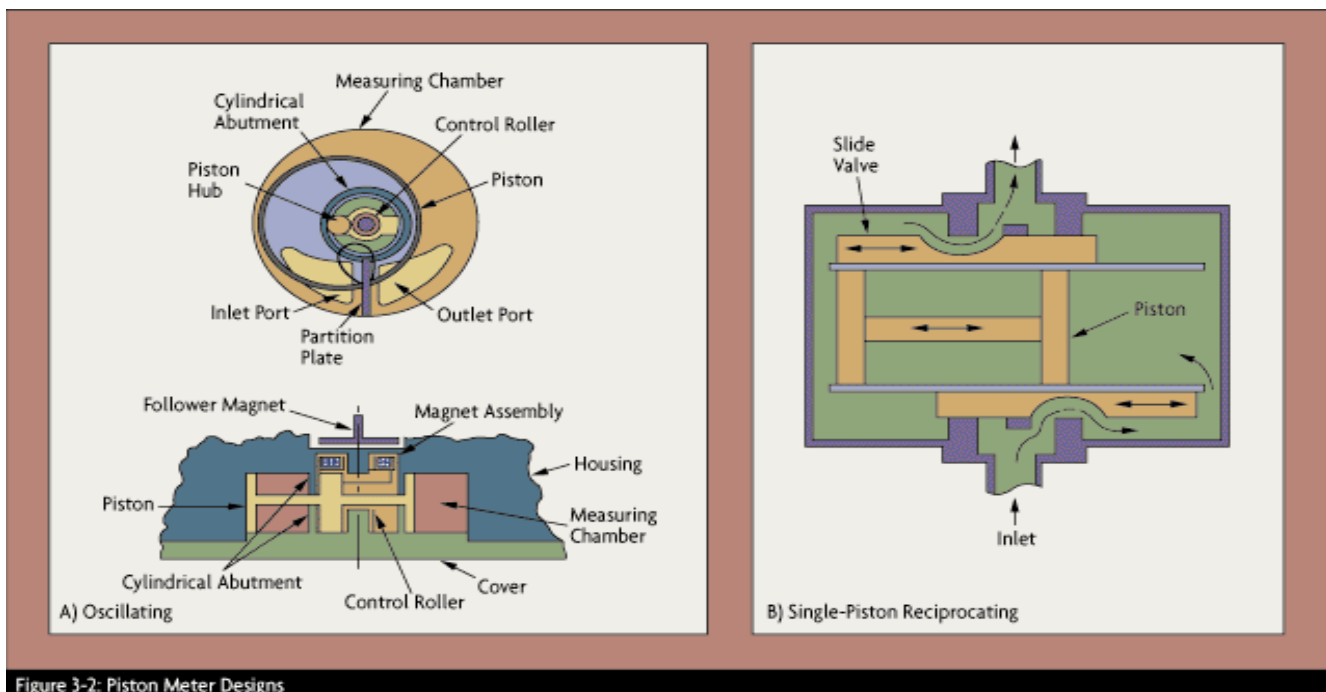 Measuring Chamber
Cylindrical
Abutment
Control Roller
Piston
Hub
Piston
Inlet Port
Outlet Port
Partition
Plate
Follower Magnet
Magnet Assembly
Housing
Piston
Measuring
Chamber
Cylindrical Abutment
Control Roller
Cover
A) Oscillating
Slide
Valve
Piston
Inlet
B) Single-Piston Reciprocating
Figure 3-2: Piston Meter Designs